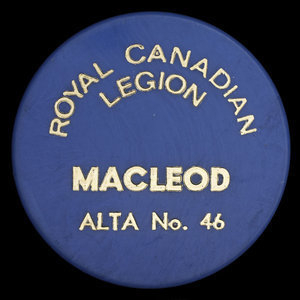 ROYAL CANADIAN
LEGION
MACLEOD
ALTA No. 46